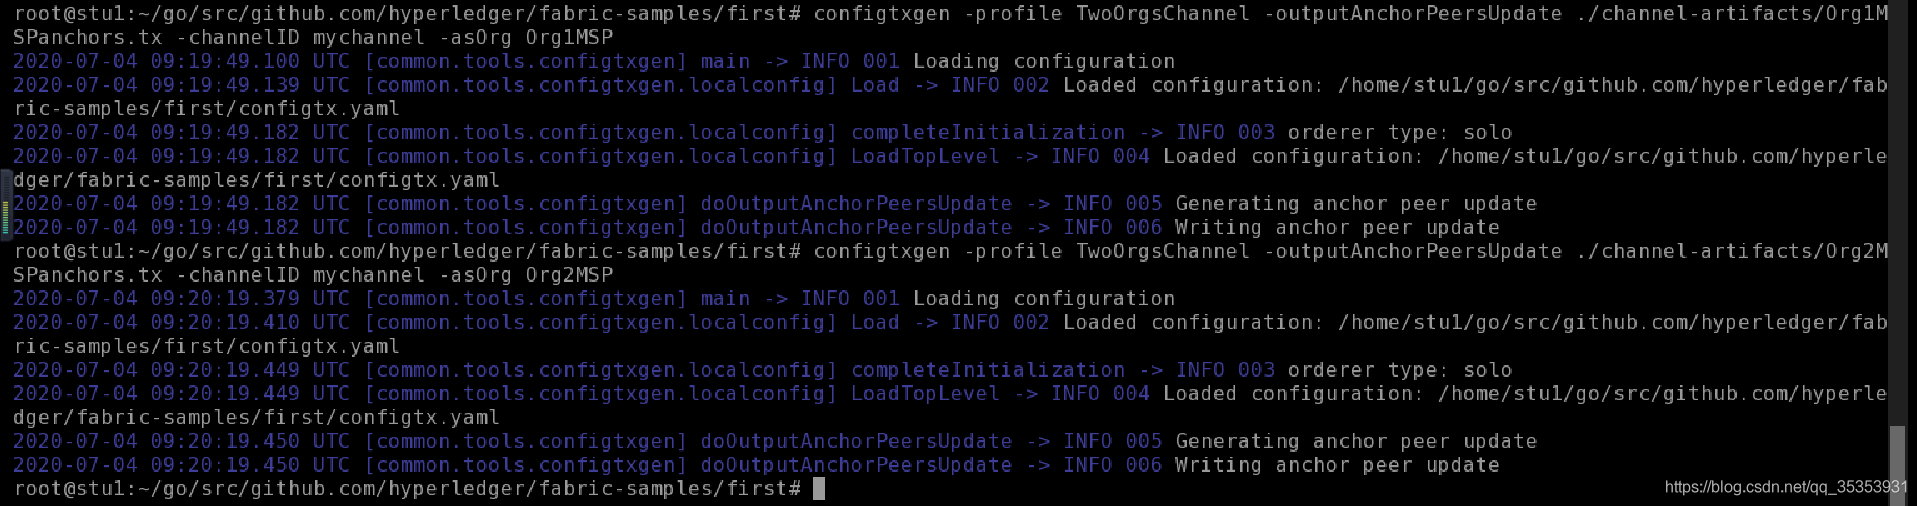 root@stu1:~/go/src/github.com/hyperledger/fabric-samples/first# configtxgen -profile TwoOrgsChannel -outputAnchorPeersUpdate ./channel-artifacts/Org1M
SPanchors.tx -channelID mychannel -asOrg Org1MSP
2020-07-04 09:19:49.100 UTC [common.tools.configtxgen] main -> INFO 001 Loading configuration
2020-07-04 09:19:49.139 UTC [common.tools.configtxgen.localconfig] Load -> INFO 002 Loaded configuration: /home/stu1/go/src/github.com/hyperledger/fab
ric-samples/first/configtx.yaml
2020-07-04 09:19:49.182 UTC [common.tools.configtxgen.localconfig] completeInitialization -> INFO 003 orderer type: solo
2020-07-04 09:19:49.182 UTC [common.tools.configtxgen.localconfig] LoadTopLevel -> INFO 004 Loaded configuration: /home/stu1/go/src/github.com/hyperle
dger/fabric-samples/first/configtx.yaml
2020-07-04 09:19:49.182 UTC [common.tools.configtxgen] doOutputAnchorPeersUpdate -> INFO 005 Generating anchor peer update
2020-07-04 09:19:49.182 UTC [common.tools.configtxgen] doOutputAnchorPeersUpdate -> INFO 006 Writing anchor peer update
root@stu1:~/go/src/github.com/hyperledger/fabric-samples/first# configtxgen -profile TwoOrgsChannel -outputAnchorPeersUpdate ./channel-artifacts/Org2M
SPanchors.tx -channelID mychannel -asOrg Org2MSP
2020-07-04 09:20:19.379 UTC [common.tools.configtxgen] main -> INFO 001 Loading configuration
2020-07-04 09:20:19.410 UTC [common.tools.configtxgen.localconfig] Load -> INFO 002 Loaded configuration: /home/stu1/go/src/github.com/hyperledger/fab
ric-samples/first/configtx.yaml
2020-07-04 09:20:19.449 UTC [common.tools.configtxgen.localconfig] completeInitialization -> INFO 003 orderer type: solo
2020-07-04 09:20:19.449 UTC [common.tools.configtxgen.localconfig] LoadTopLevel -> INFO 004 Loaded configuration: /home/stu1/go/src/github.com/hyperle
dger/fabric-samples/first/configtx.yaml
2020-07-04 09:20:19.450 UTC [common.tools.configtxgen] doOutputAnchorPeersUpdate -> INFO 005 Generating anchor peer update
2020-07-04 09:20:19.450 UTC [common.tools.configtxgen] doOutputAnchorPeersUpdate -> INFO 006 Writing anchor peer update
root@stu1:~/go/src/github.com/hyperledger/fabric-samples/first#
https://blog.csdn.net/qq_35353931